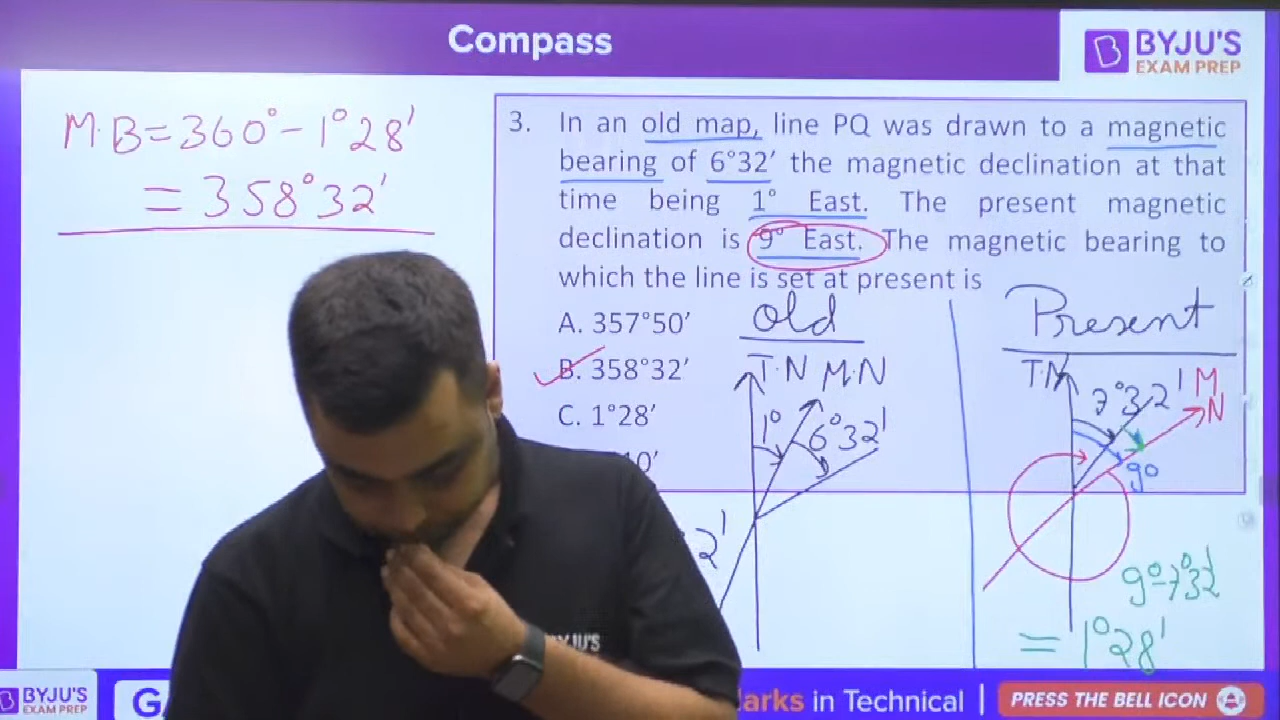 Compass
BYJU'S
EXAM PREP
M.B=360°-1°28'
=358°32'
3. In an old map, line PQ was drawn to a magnetic
bearing of 6°32′ the magnetic declination at that
time being 1° East. The present magnetic
declination is 9° East. The magnetic bearing to
which the line is set at present is
A. 357°50′
B. 358°32′
C. 1°28′
0′
Old
T.N M.N
1°
6°32'
2'
Present
T.N
7°32'
M
N
9°
9°-7°32'
=1°28'
BYJU'S
BYJU'S
EXAM PREP
G
Marks in Technical
PRESS THE BELL ICON